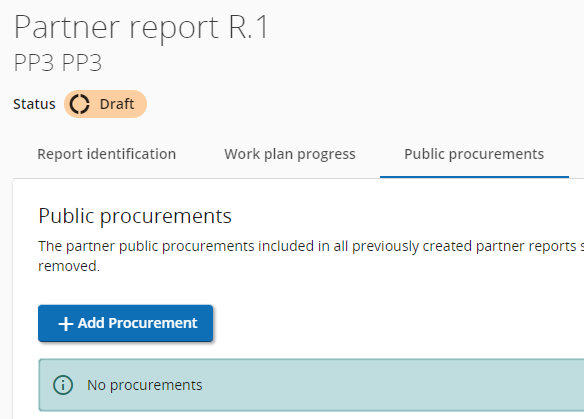 Partner report R.1
PP3 PP3
Status Draft
Report identification Work plan progress Public procurements
Public procurements
The partner public procurements included in all previously created partner reports
removed.
+ Add Procurement
No procurements